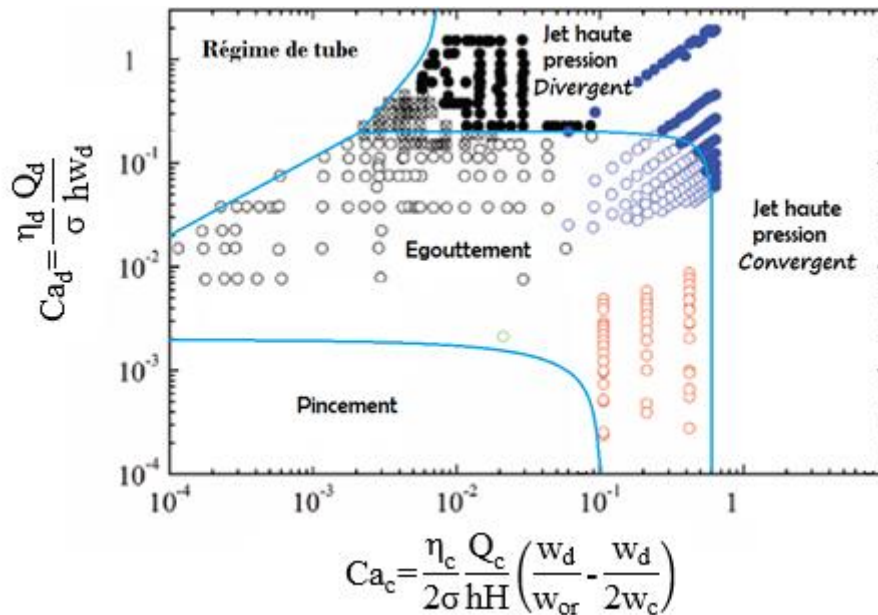 Régime de tube
Jet haute
pression
Divergent
1
10⁻¹
10⁻²
10⁻³
10⁻⁴
Ca_d = η_d/σ Q_d/hw_d
Egouttement
Jet haute
pression
Convergent
Pincement
10⁻⁴ 10⁻³ 10⁻² 10⁻¹ 1
Ca_c = η_c/2σ Q_c/hH (w_d/w_or - w_d/2w_c)